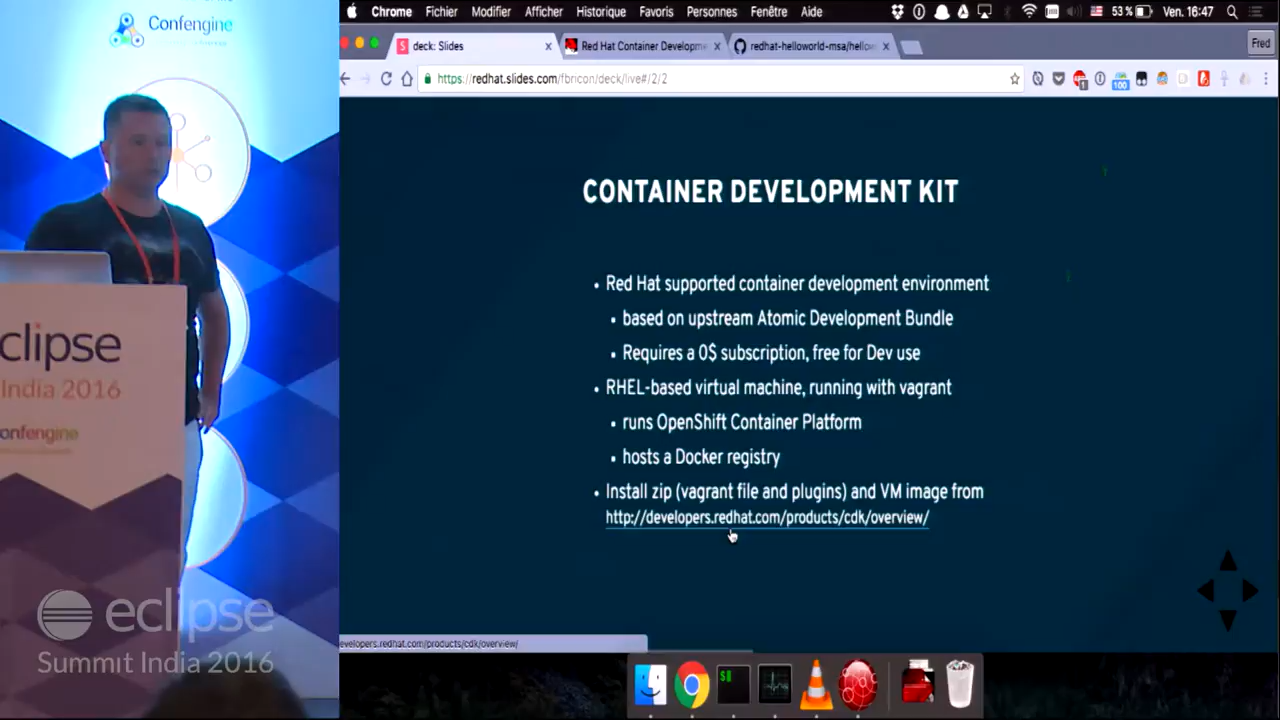 Confengine
clipse
India 2016
onfengine
eclipse
Summit India 2016
Chrome Fichier Modifier Afficher Historique Favoris Personnes Fenêtre Aide
53 % Ven. 16:47
deck: Slides
Red Hat Container Developme
redhat-helloworld-msa/hellow
Fred
https://redhat.slides.com/fbricon/deck/live#/2/2
1
100
CONTAINER DEVELOPMENT KIT
• Red Hat supported container development environment
▪ based on upstream Atomic Development Bundle
▪ Requires a 0$ subscription, free for Dev use
• RHEL-based virtual machine, running with vagrant
▪ runs OpenShift Container Platform
▪ hosts a Docker registry
• Install zip (vagrant file and plugins) and VM image from
http://developers.redhat.com/products/cdk/overview/
evelopers.redhat.com/products/cdk/overview/